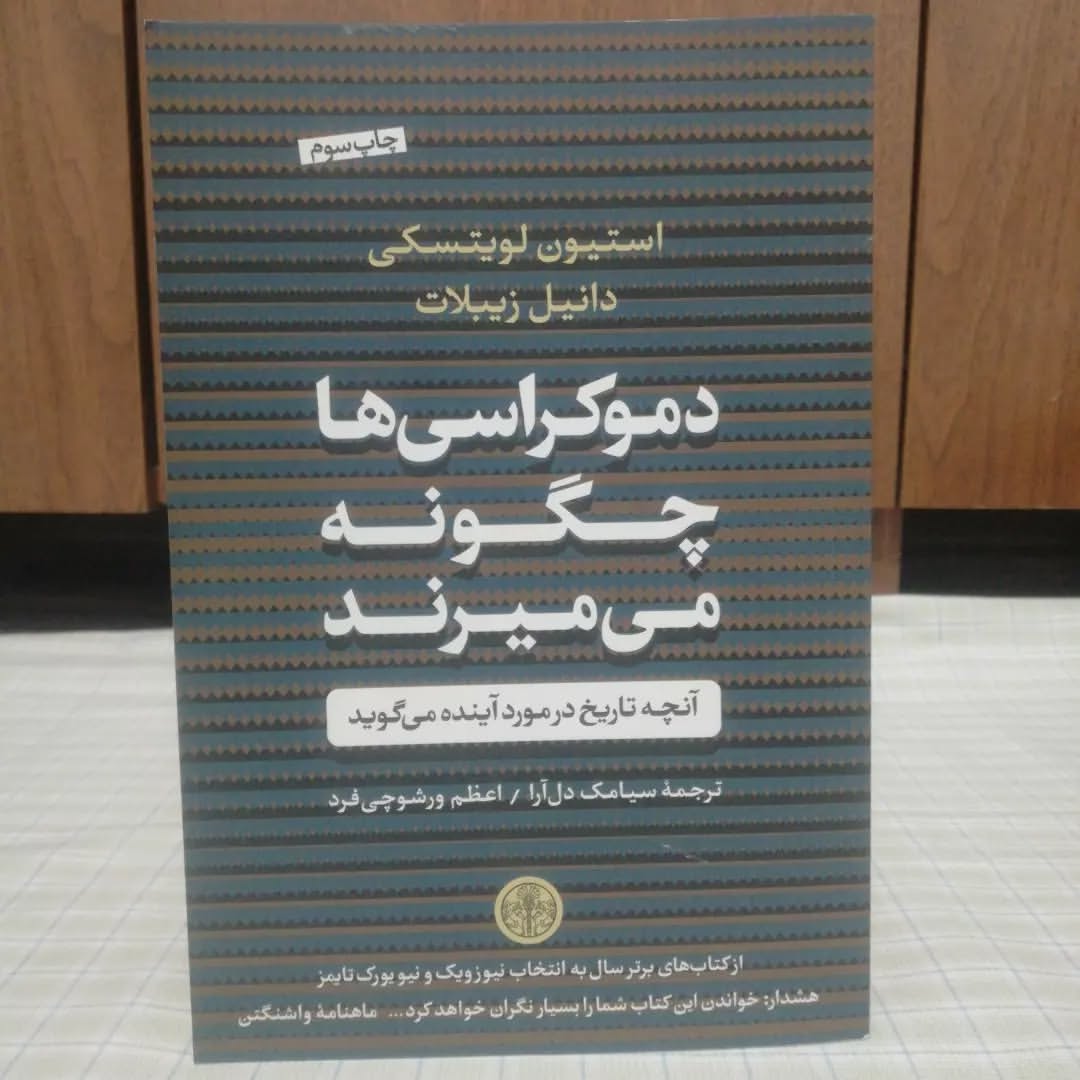 چاپ سوم
استیون لویتسکی
دانیل زیبلات
دموکراسی‌ها
چگونه
می‌میرند
آنچه تاریخ در مورد آینده می‌گوید
ترجمهٔ سیامک دل‌آرا / اعظم ورشوچی‌فرد
از کتاب‌های برتر سال به انتخاب نیوزویک و نیویورک تایمز
هشدار: خواندن این کتاب شما را بسیار نگران خواهد کرد... ماهنامهٔ واشنگتن